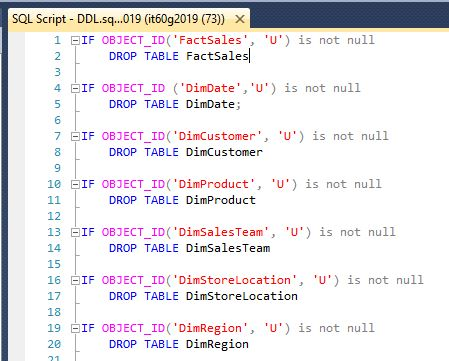 SQL Script - DDL.sq...019 (it60g2019 (73))
1 IF OBJECT_ID('FactSales', 'U') is not null
2 DROP TABLE FactSales
3
4 IF OBJECT_ID ('DimDate','U') is not null
5 DROP TABLE DimDate;
6
7 IF OBJECT_ID('DimCustomer', 'U') is not null
8 DROP TABLE DimCustomer
9
10 IF OBJECT_ID('DimProduct', 'U') is not null
11 DROP TABLE DimProduct
12
13 IF OBJECT_ID('DimSalesTeam', 'U') is not null
14 DROP TABLE DimSalesTeam
15
16 IF OBJECT_ID('DimStoreLocation', 'U') is not null
17 DROP TABLE DimStoreLocation
18
19 IF OBJECT_ID('DimRegion', 'U') is not null
20 DROP TABLE DimRegion
21